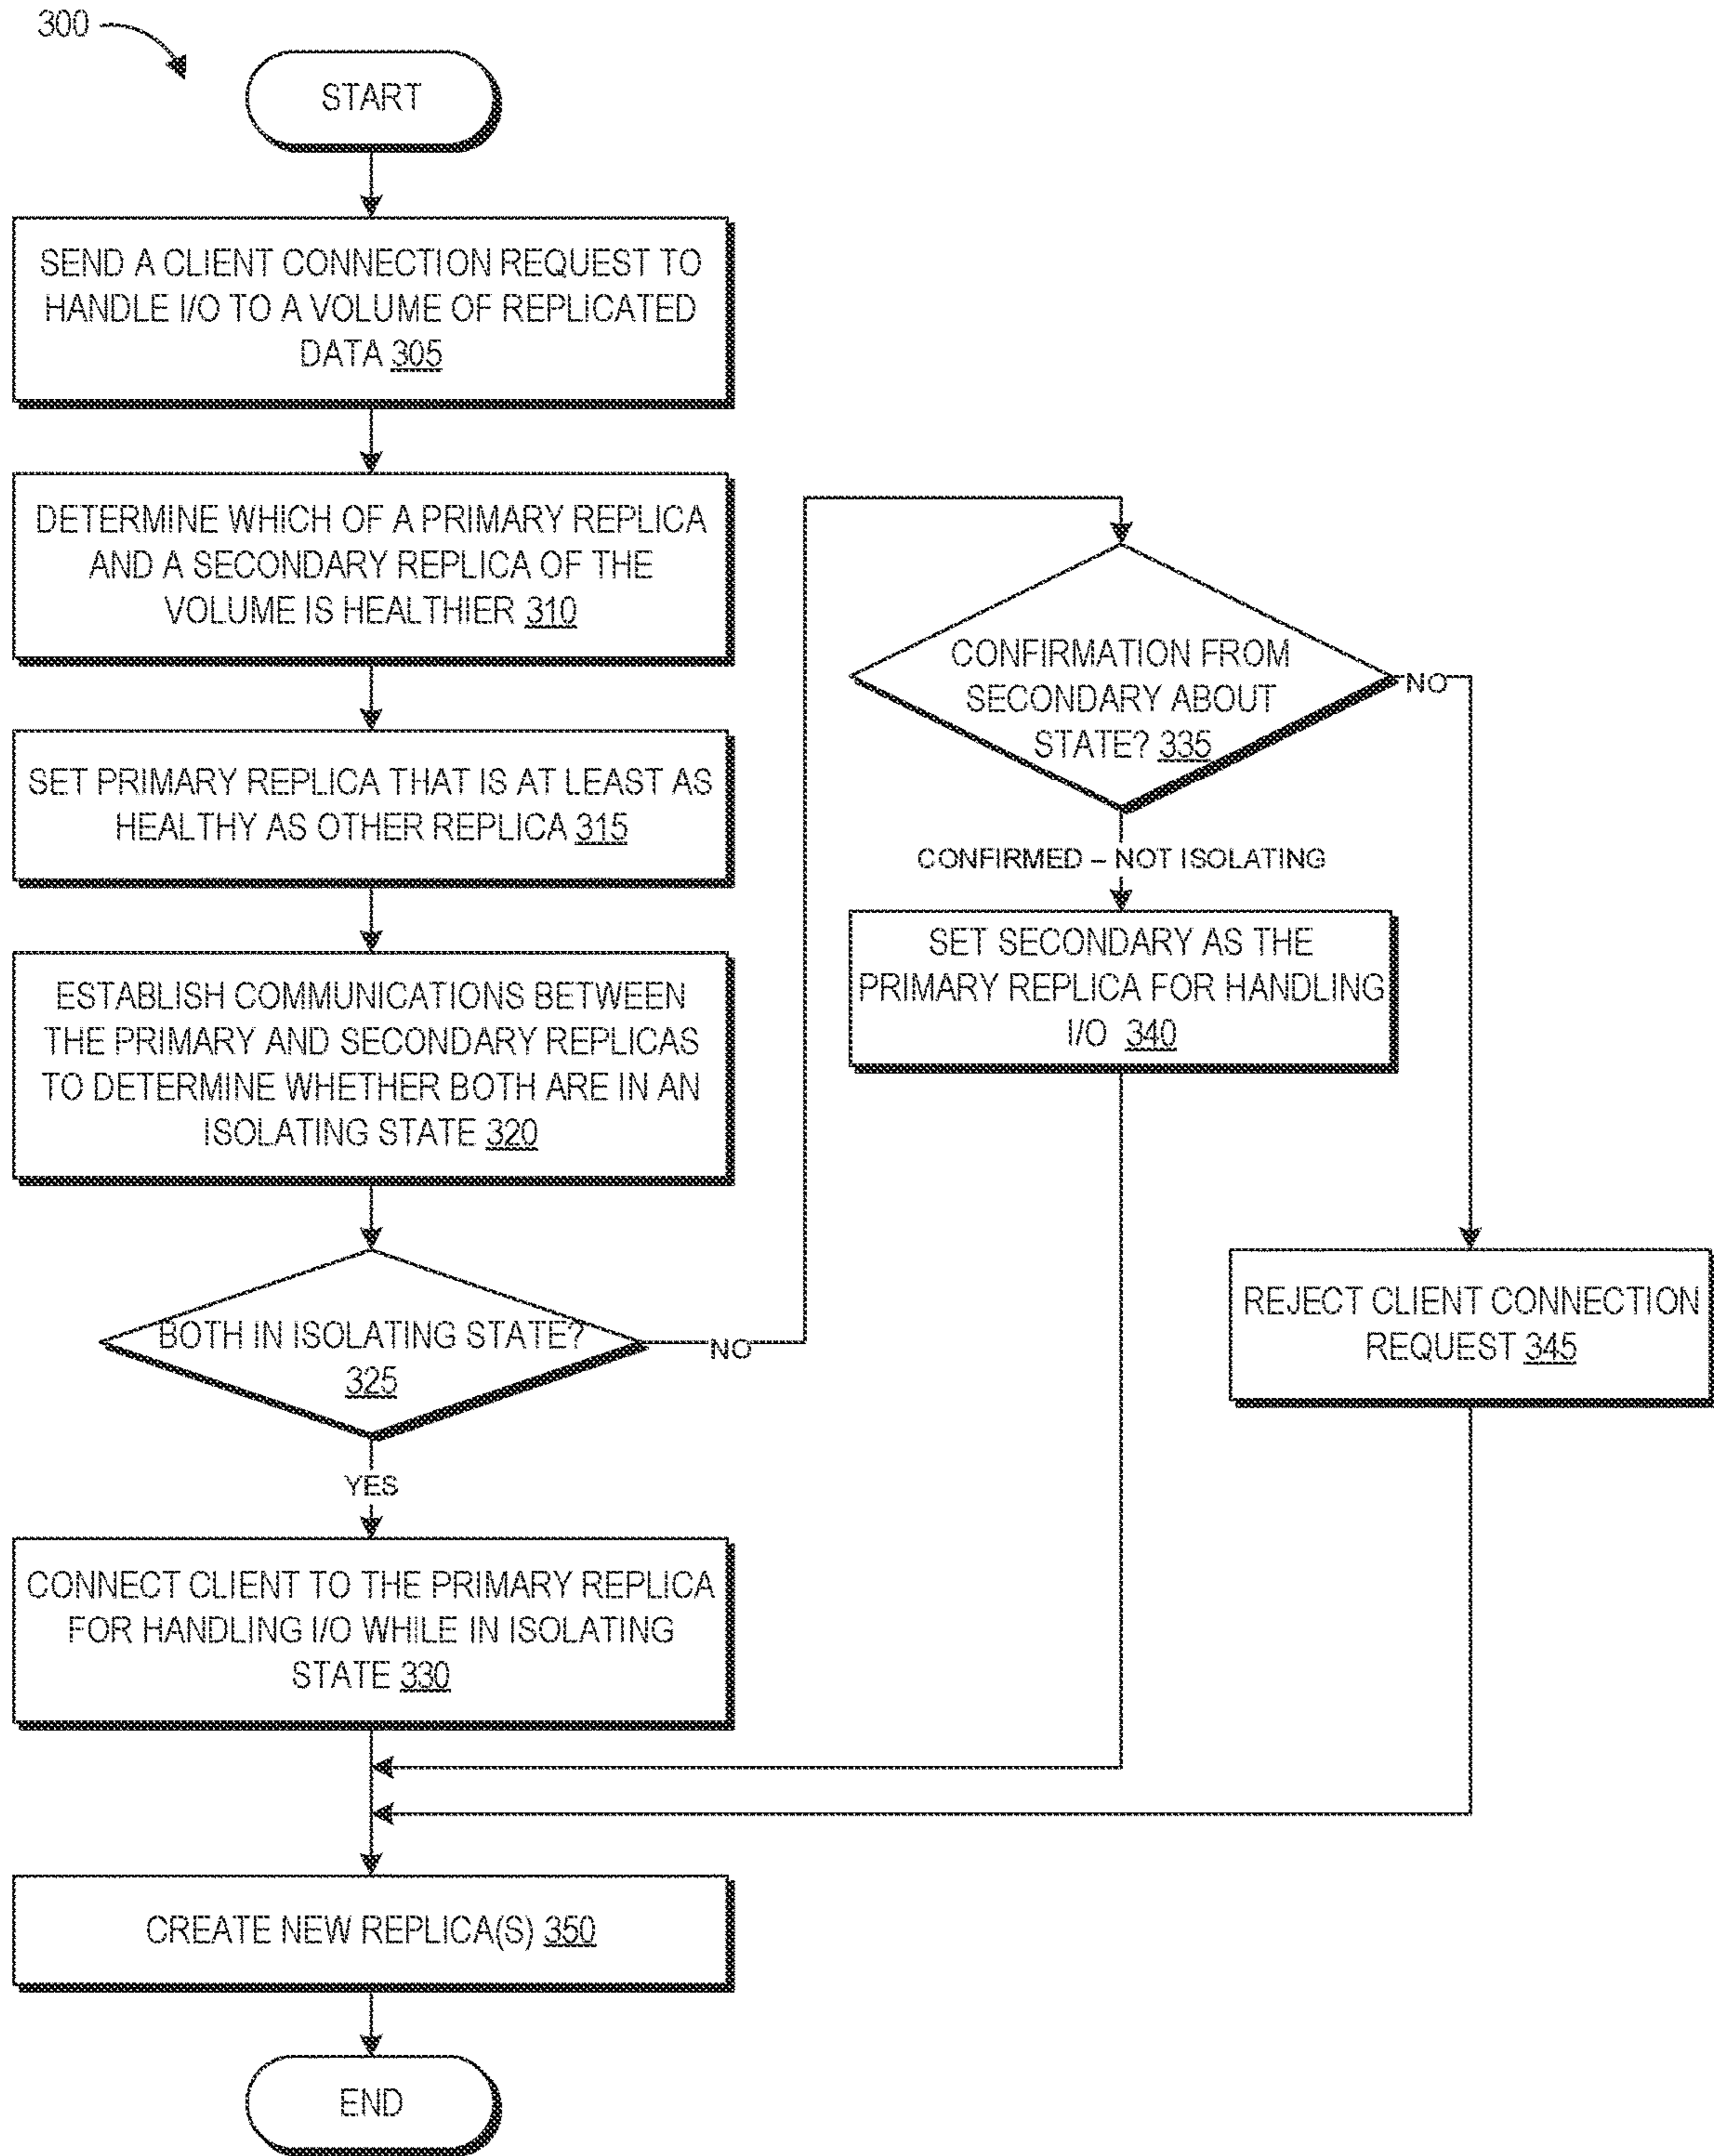 300
START
SEND A CLIENT CONNECTION REQUEST TO
HANDLE I/O TO A VOLUME OF REPLICATED
DATA 305
DETERMINE WHICH OF A PRIMARY REPLICA
AND A SECONDARY REPLICA OF THE
VOLUME IS HEALTHIER 310
SET PRIMARY REPLICA THAT IS AT LEAST AS
HEALTHY AS OTHER REPLICA 315
ESTABLISH COMMUNICATIONS BETWEEN
THE PRIMARY AND SECONDARY REPLICAS
TO DETERMINE WHETHER BOTH ARE IN AN
ISOLATING STATE 320
BOTH IN ISOLATING STATE?
325
NO
YES
CONNECT CLIENT TO THE PRIMARY REPLICA
FOR HANDLING I/O WHILE IN ISOLATING
STATE 330
CONFIRMATION FROM
SECONDARY ABOUT
STATE? 335
NO
CONFIRMED – NOT ISOLATING
SET SECONDARY AS THE
PRIMARY REPLICA FOR HANDLING
I/O 340
REJECT CLIENT CONNECTION
REQUEST 345
CREATE NEW REPLICA(S) 350
END